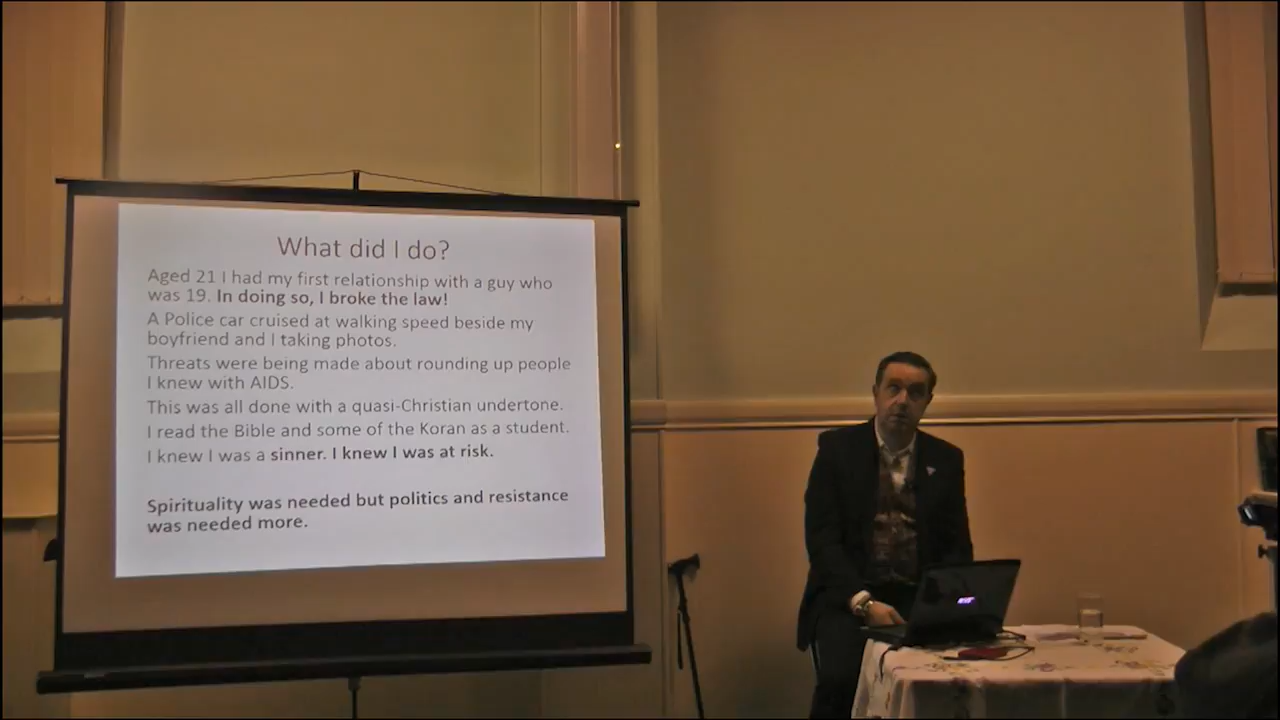 What did I do?
Aged 21 I had my first relationship with a guy who
was 19. In doing so, I broke the law!
A Police car cruised at walking speed beside my
boyfriend and I taking photos.
Threats were being made about rounding up people
I knew with AIDS.
This was all done with a quasi-Christian undertone.
I read the Bible and some of the Koran as a student.
I knew I was a sinner. I knew I was at risk.
Spirituality was needed but politics and resistance
was needed more.